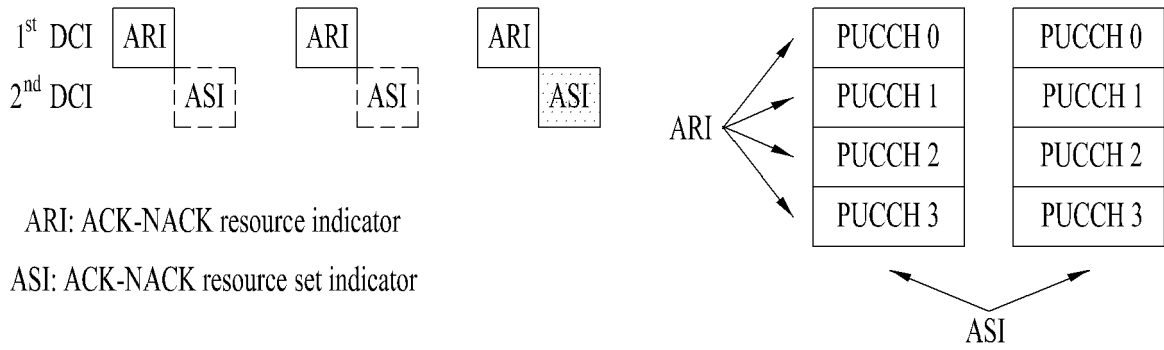 1st DCI ARI ARI ARI
2nd DCI ASI ASI ASI
ARI: ACK-NACK resource indicator
ASI: ACK-NACK resource set indicator
ARI
PUCCH 0 PUCCH 0
PUCCH 1 PUCCH 1
PUCCH 2 PUCCH 2
PUCCH 3 PUCCH 3
ASI